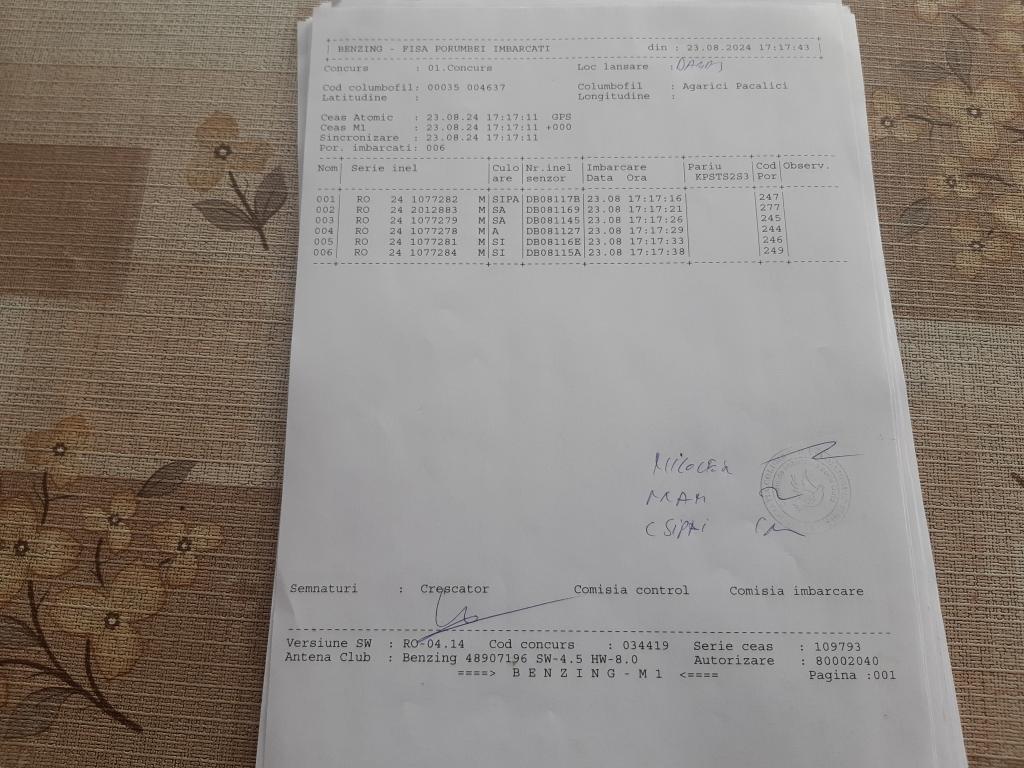 BENZING - FISA PORUMBEI IMBARCATI din : 23.08.2024 17:17:43
Concurs : 01.Concurs Loc lansare :
Cod columbofil: 00035 004637 Columbofil : Agarici Pacalici
Latitudine : Longitudine :
Ceas Atomic : 23.08.24 17:17:11 GPS
Ceas M1 : 23.08.24 17:17:11 +000
Sincronizare : 23.08.24 17:17:11
Por. imbarcati: 006
Nom Serie inel Culo Nr.inel Imbarcare Pariu Cod Observ.
are senzor Data Ora KPSTS2S3 Por
001 RO 24 1077282 M SIPA DB08117B 23.08 17:17:16 247
002 RO 24 2012883 M SA DB081169 23.08 17:17:21 277
003 RO 24 1077279 M SA DB081145 23.08 17:17:26 245
004 RO 24 1077278 M A DB081127 23.08 17:17:29 244
005 RO 24 1077281 M SI DB08116E 23.08 17:17:33 246
006 RO 24 1077284 M SI DB08115A 23.08 17:17:38 249
Semnaturi : Crescator Comisia control Comisia imbarcare
Versiune SW : RO-04.14 Cod concurs : 034419 Serie ceas : 109793
Antena Club : Benzing 48907196 SW-4.5 HW-8.0 Autorizare : 80002040
====> B E N Z I N G - M 1 <==== Pagina :001